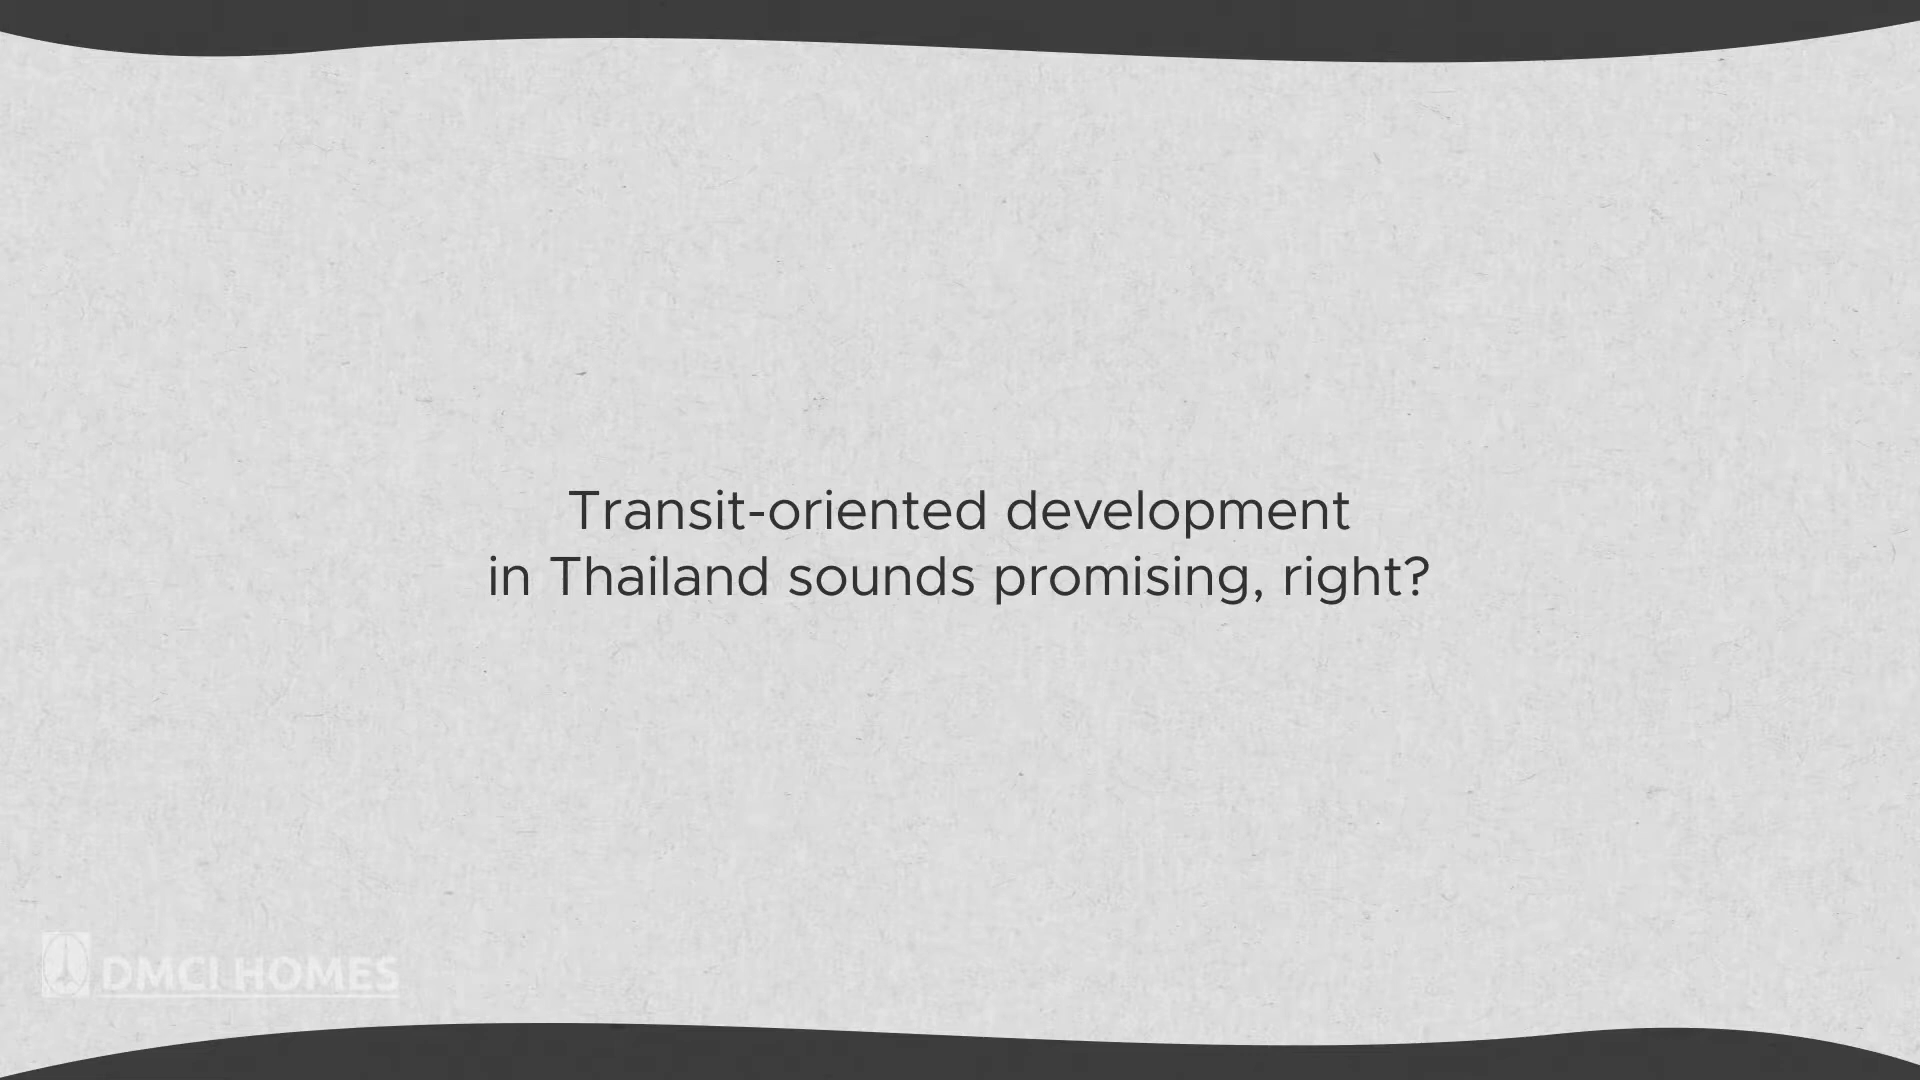 Transit-oriented development
in Thailand sounds promising, right?
DMCI HOMES